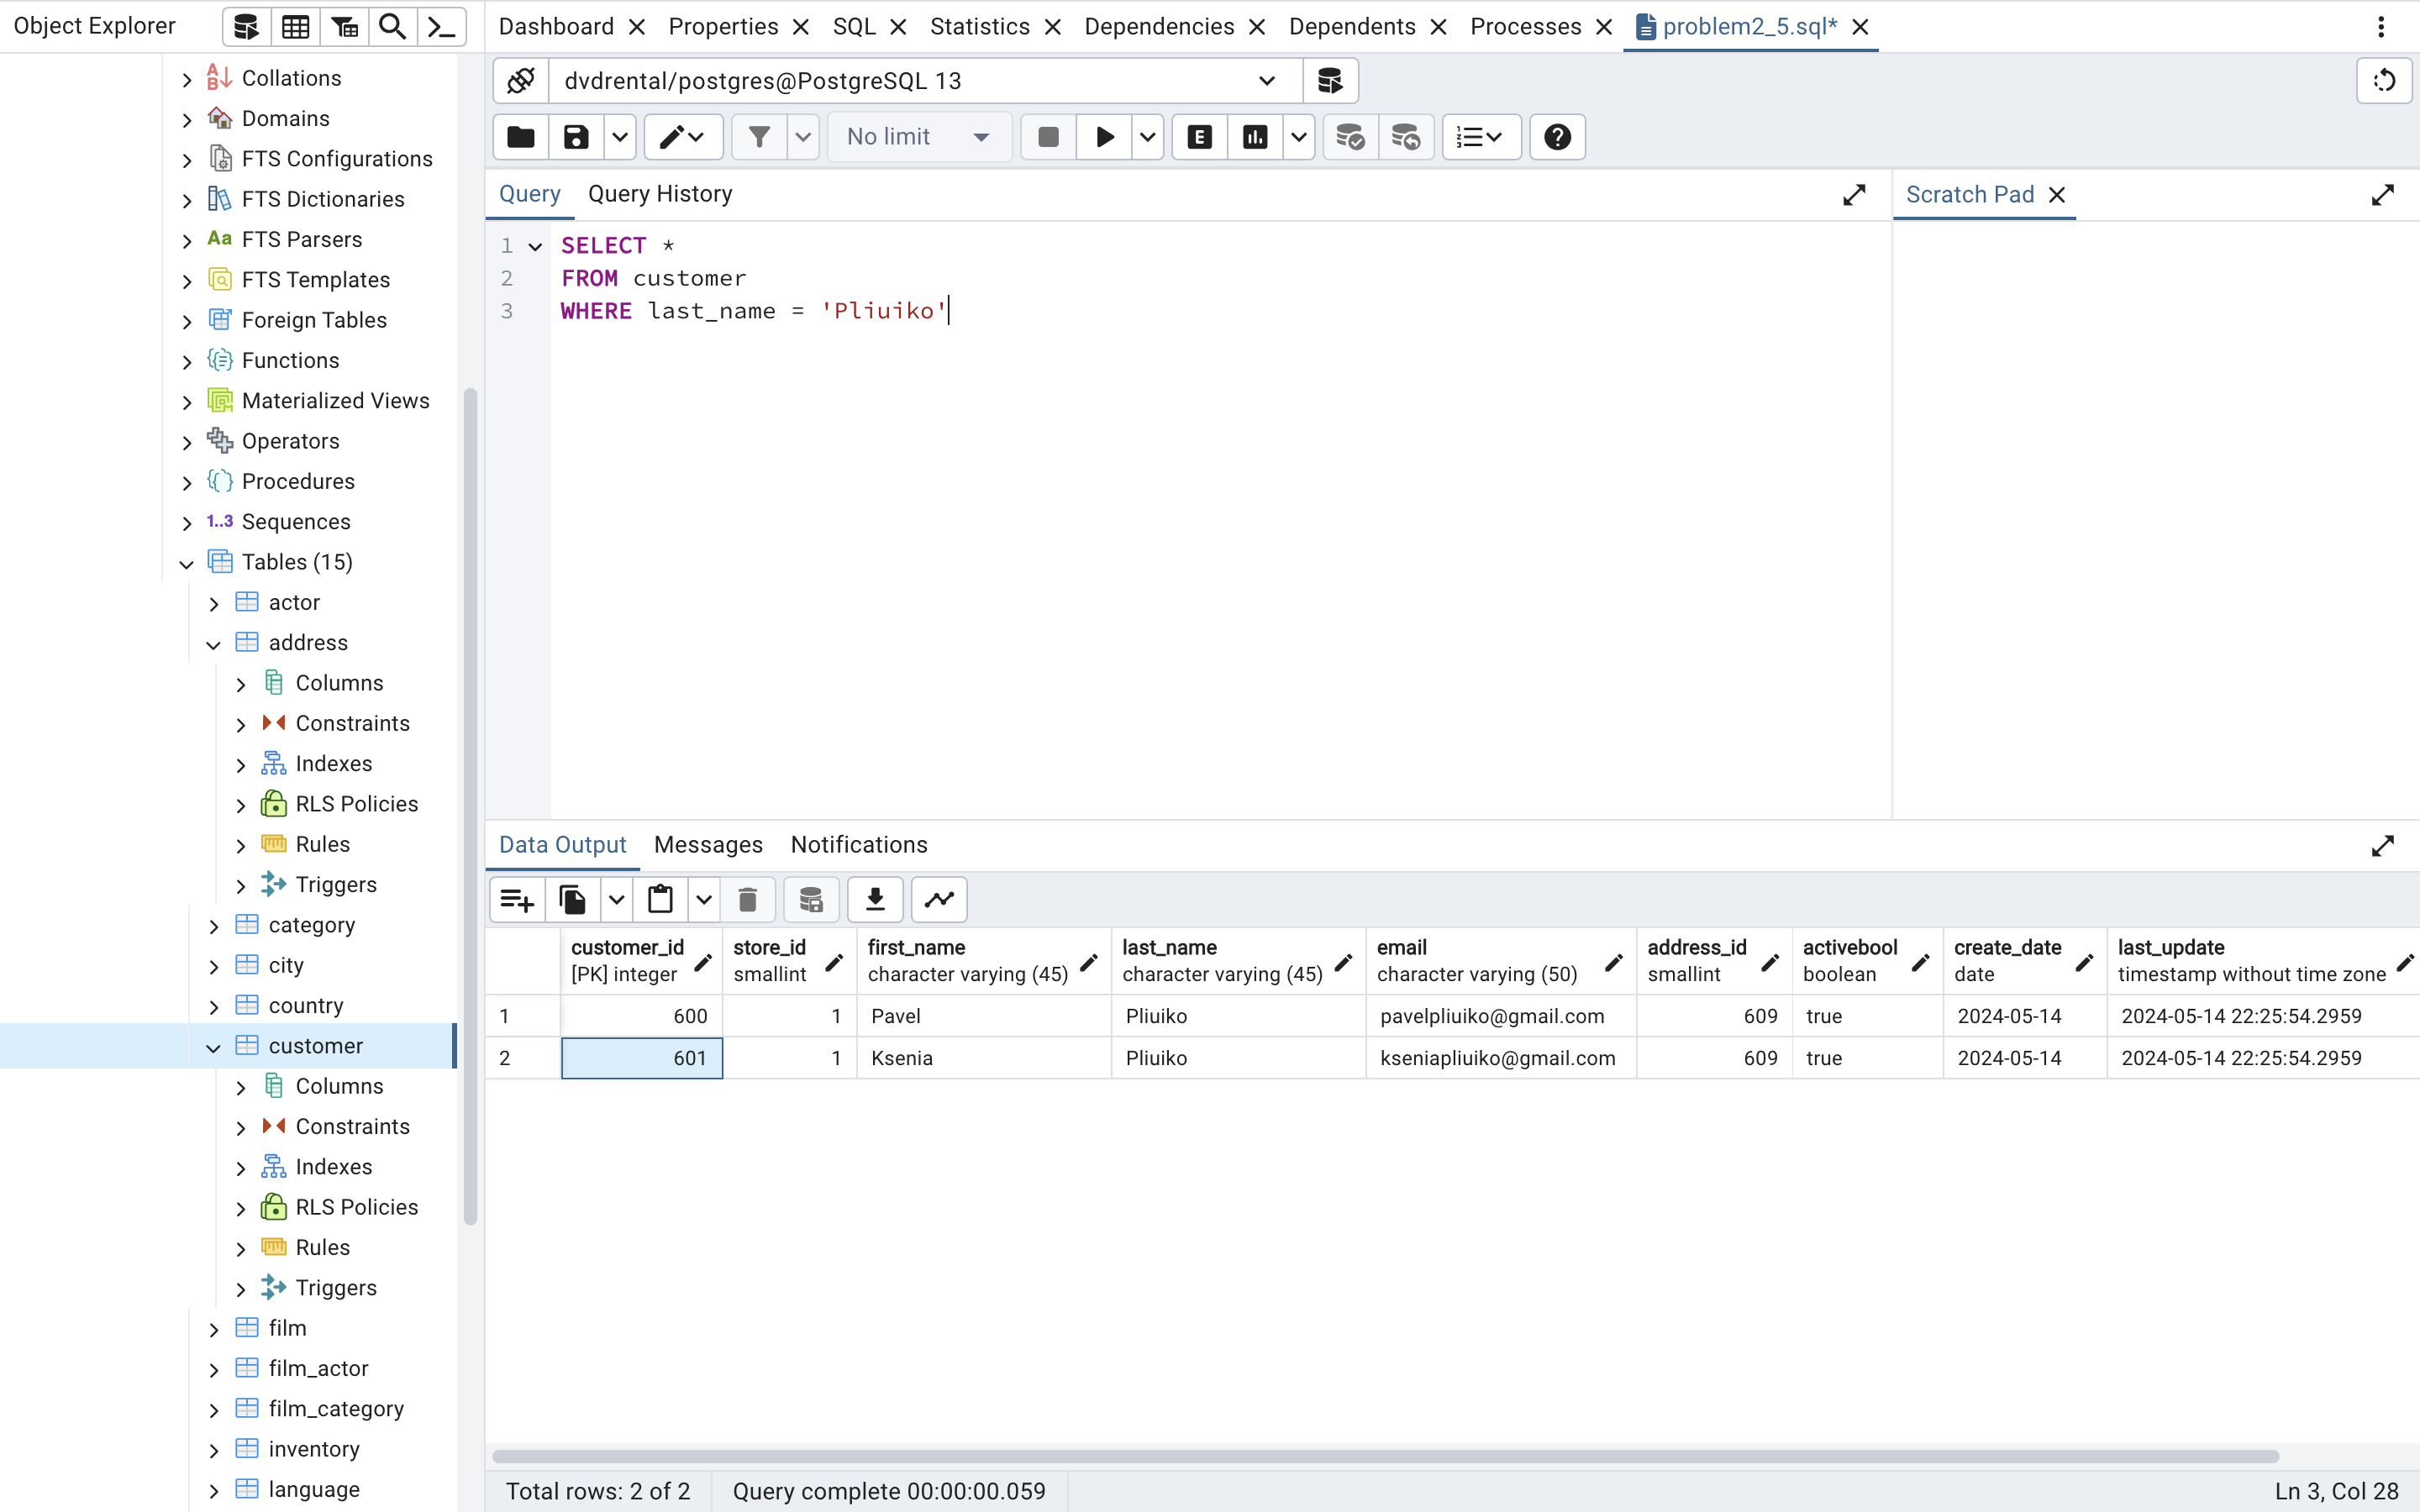 Object Explorer
Dashboard Properties SQL Statistics Dependencies Dependents Processes problem2_5.sql*
dvdrental/postgres@PostgreSQL 13
No limit
E
Query Query History
Scratch Pad
1 SELECT *
2 FROM customer
3 WHERE last_name = 'Pliuiko'
Collations
Domains
FTS Configurations
FTS Dictionaries
Aa FTS Parsers
FTS Templates
Foreign Tables
Functions
Materialized Views
Operators
Procedures
1..3 Sequences
Tables (15)
actor
address
Columns
Constraints
Indexes
RLS Policies
Rules
Triggers
category
city
country
customer
Columns
Constraints
Indexes
RLS Policies
Rules
Triggers
film
film_actor
film_category
inventory
language
Data Output Messages Notifications
customer_id store_id first_name last_name email address_id activebool create_date last_update
[PK] integer smallint character varying (45) character varying (45) character varying (50) smallint boolean date timestamp without time zone
1 600 1 Pavel Pliuiko pavelpliuiko@gmail.com 609 true 2024-05-14 2024-05-14 22:25:54.2959
2 601 1 Ksenia Pliuiko kseniapliuiko@gmail.com 609 true 2024-05-14 2024-05-14 22:25:54.2959
Total rows: 2 of 2 Query complete 00:00:00.059 Ln 3, Col 28